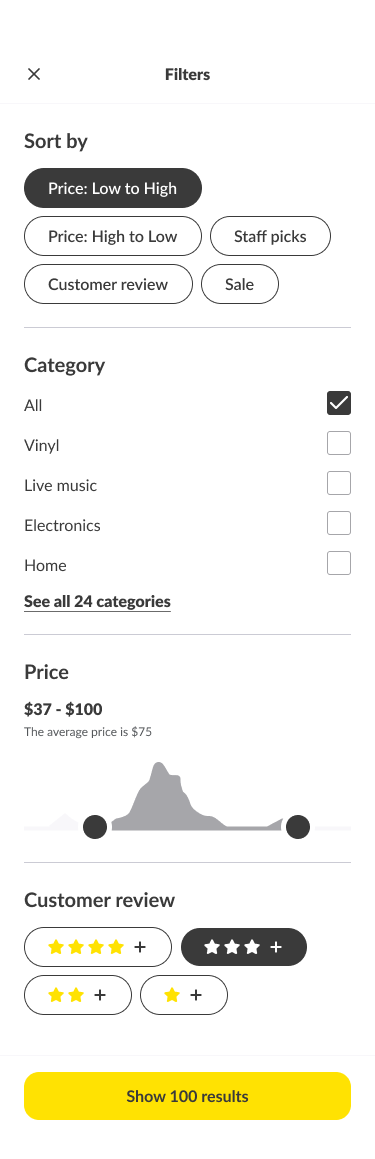 Filters
Sort by
Price: Low to High
Price: High to Low
Staff picks
Customer review
Sale
Category
All
Vinyl
Live music
Electronics
Home
See all 24 categories
Price
$37 - $100
The average price is $75
Customer review
+
+
+
+
Show 100 results